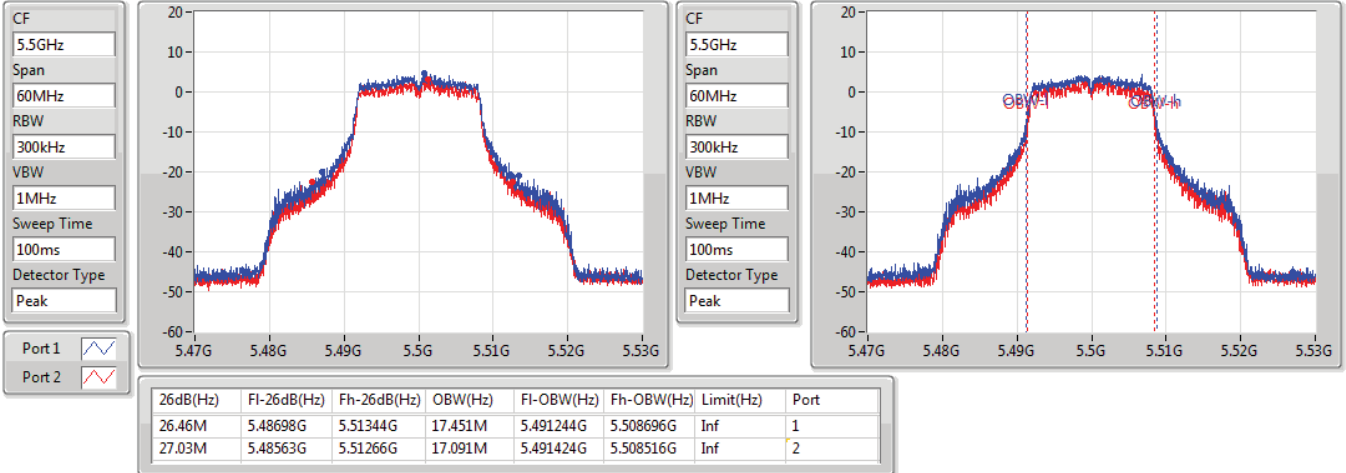 CF
5.5GHz
Span
60MHz
RBW
300kHz
VBW
1MHz
Sweep Time
100ms
Detector Type
Peak
Port 1
Port 2
20
10
0
-10
-20
-30
-40
-50
-60
5.47G 5.48G 5.49G 5.5G 5.51G 5.52G 5.53G
CF
5.5GHz
Span
60MHz
RBW
300kHz
VBW
1MHz
Sweep Time
100ms
Detector Type
Peak
20
10
0
-10
-20
-30
-40
-50
-60
OBW-l OBW-h
5.47G 5.48G 5.49G 5.5G 5.51G 5.52G 5.53G
26dB(Hz) Fl-26dB(Hz) Fh-26dB(Hz) OBW(Hz) Fl-OBW(Hz) Fh-OBW(Hz) Limit(Hz) Port
26.46M 5.48698G 5.51344G 17.451M 5.491244G 5.508696G Inf 1
27.03M 5.48563G 5.51266G 17.091M 5.491424G 5.508516G Inf 2